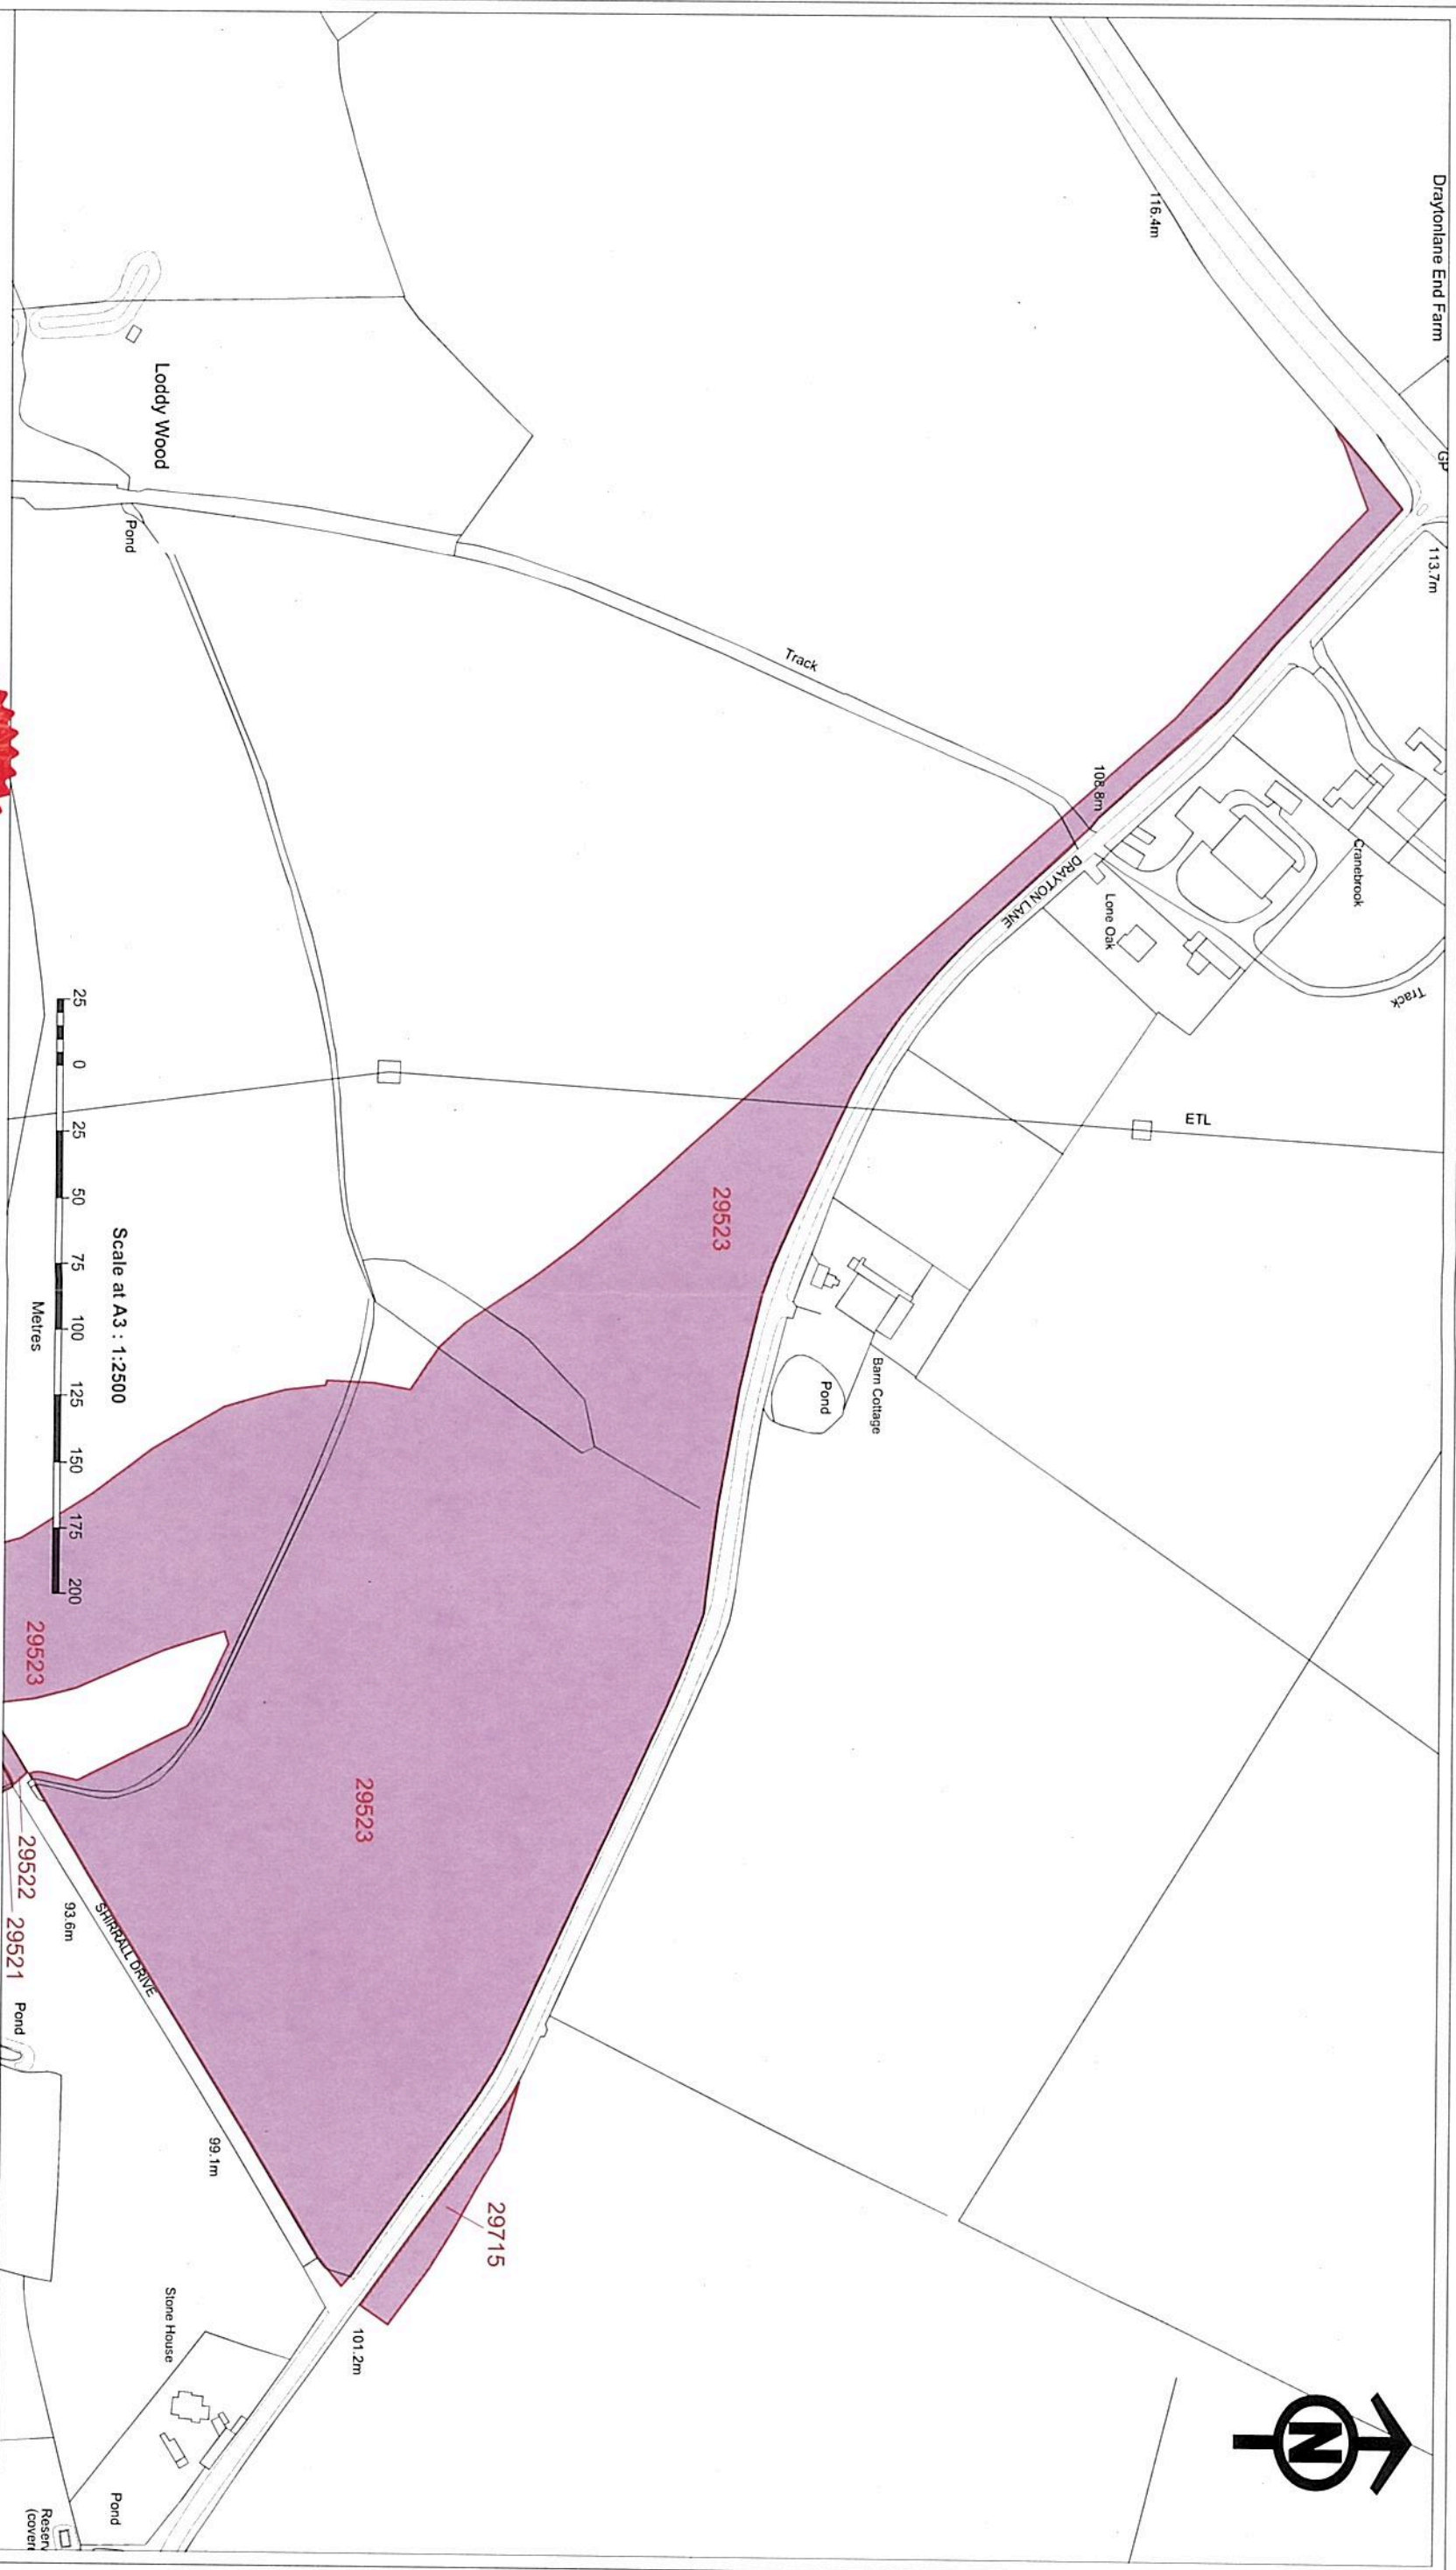 Draytonlane End Farm
GP
113.7m
116.4m
Cranebrook
Track
Lone Oak
108.8m
DRAYTON LANE
Track
ETL
Loddy Wood
Pond
29523
Barn Cottage
Pond
29523
29523
29715
29522
29521
SHIRRALL DRIVE
93.6m
99.1m
101.2m
Pond
Stone House
Pond
Reserv
(covere
N
Scale at A3 : 1:2500
25 0 25 50 75 100 125 150 175 200
Metres